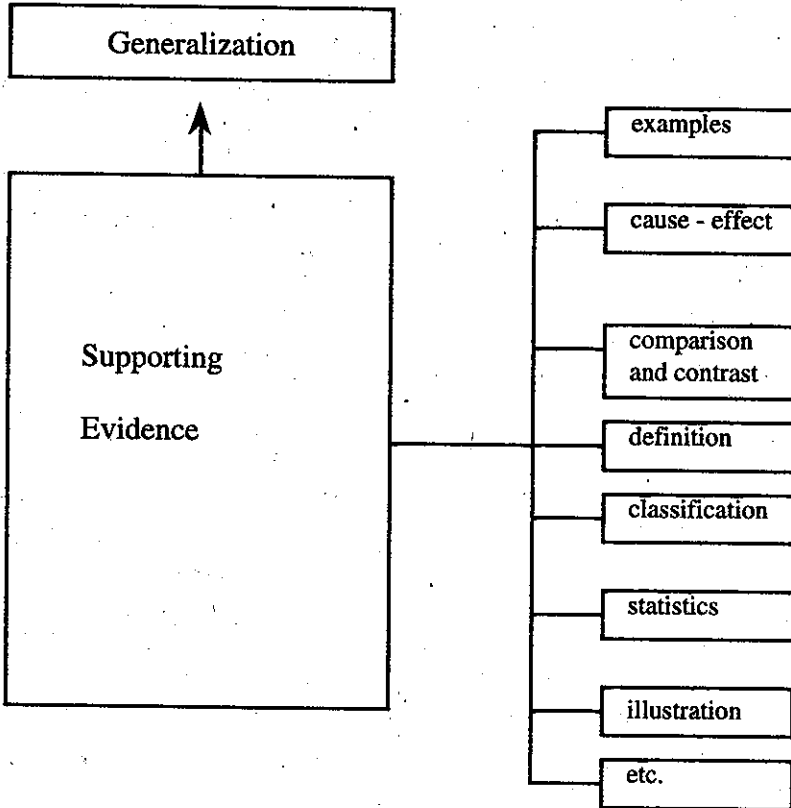 Generalization
Supporting
Evidence
examples
cause - effect
comparison
and contrast
definition
classification
statistics
illustration
etc.